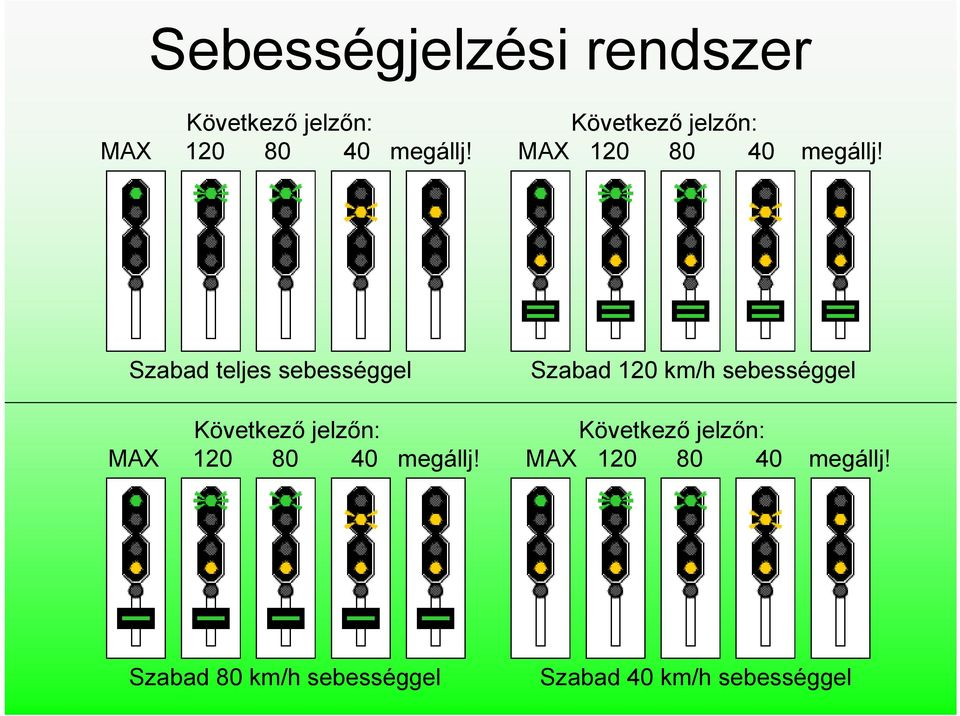 Sebességjelzési rendszer
Következő jelzőn:
MAX 120 80 40 megállj!
Következő jelzőn:
MAX 120 80 40 megállj!
Szabad teljes sebességgel
Szabad 120 km/h sebességgel
Következő jelzőn:
MAX 120 80 40 megállj!
Következő jelzőn:
MAX 120 80 40 megállj!
Szabad 80 km/h sebességgel
Szabad 40 km/h sebességgel